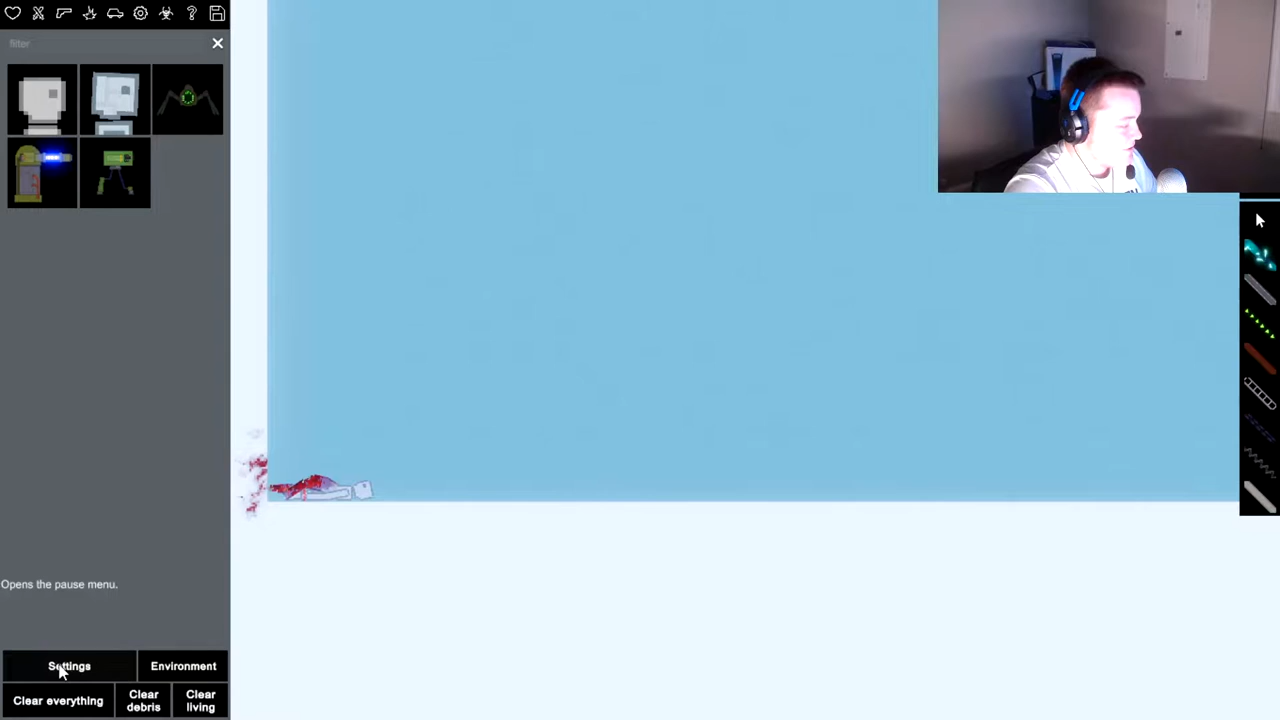 filter
Opens the pause menu.
Settings
Environment
Clear everything
Clear debris
Clear living